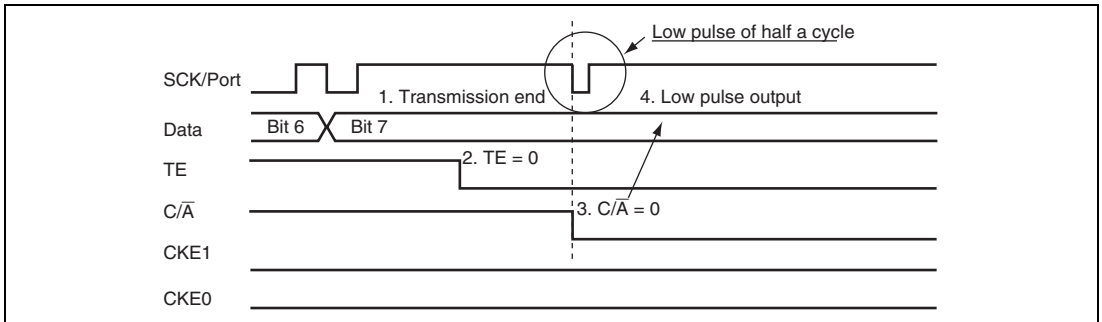 Low pulse of half a cycle
SCK/Port
1. Transmission end
4. Low pulse output
Data
Bit 6
Bit 7
TE
2. TE = 0
C/A̅
3. C/A̅ = 0
CKE1
CKE0